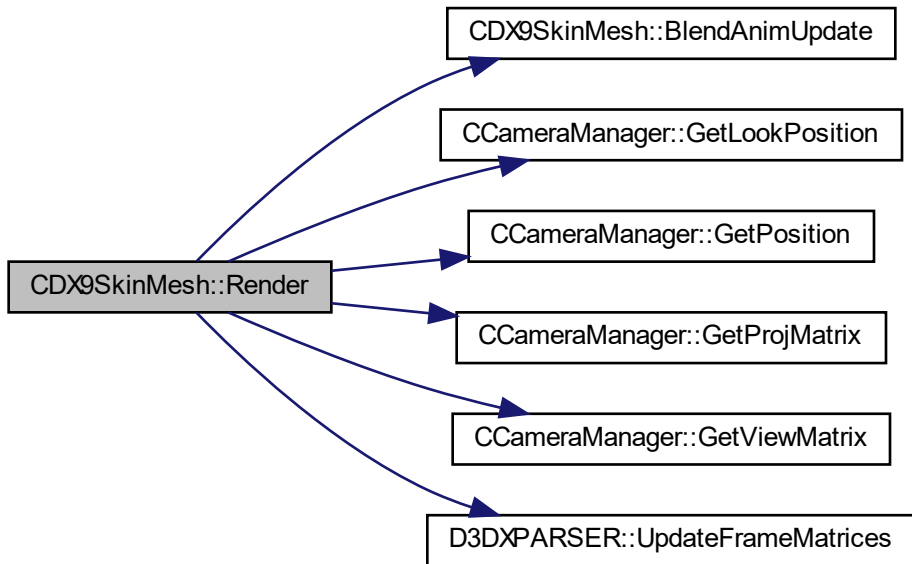 CDX9SkinMesh::BlendAnimUpdate
CCameraManager::GetLookPosition
CCameraManager::GetPosition
CDX9SkinMesh::Render
CCameraManager::GetProjMatrix
CCameraManager::GetViewMatrix
D3DXPARSER::UpdateFrameMatrices